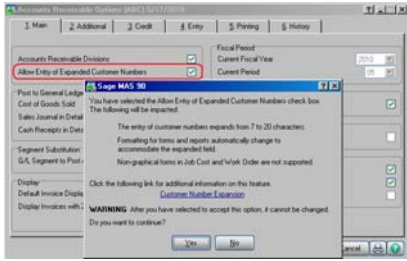 Accounts Receivable Options (ABC) 5/17/2010
1. Main
2. Additional
3. Credit
4. Entry
5. Printing
6. History
Accounts Receivable Divisions
Allow Entry of Expanded Customer Numbers
Fiscal Period
Current Fiscal Year
2010
Current Period
05
Post to General Ledge
Cost of Goods Sold
Sales Journal in Detail
Cash Receipts in Deta
Segment Substitution
G/L Segment to Post
Display
Default Invoice Displa
Display Invoices with
Sage MAS 90
You have selected the Allow Entry of Expanded Customer Numbers check box.
The following will be impacted:
The entry of customer numbers expands from 7 to 20 characters.
Formatting for forms and reports automatically change to
accommodate the expanded field.
Non-graphical forms in Job Cost and Work Order are not supported.
Click the following link for additional information on this feature.
Customer Number Expansion
WARNING After you have selected to accept this option, it cannot be changed.
Do you want to continue?
Yes
No
ancel